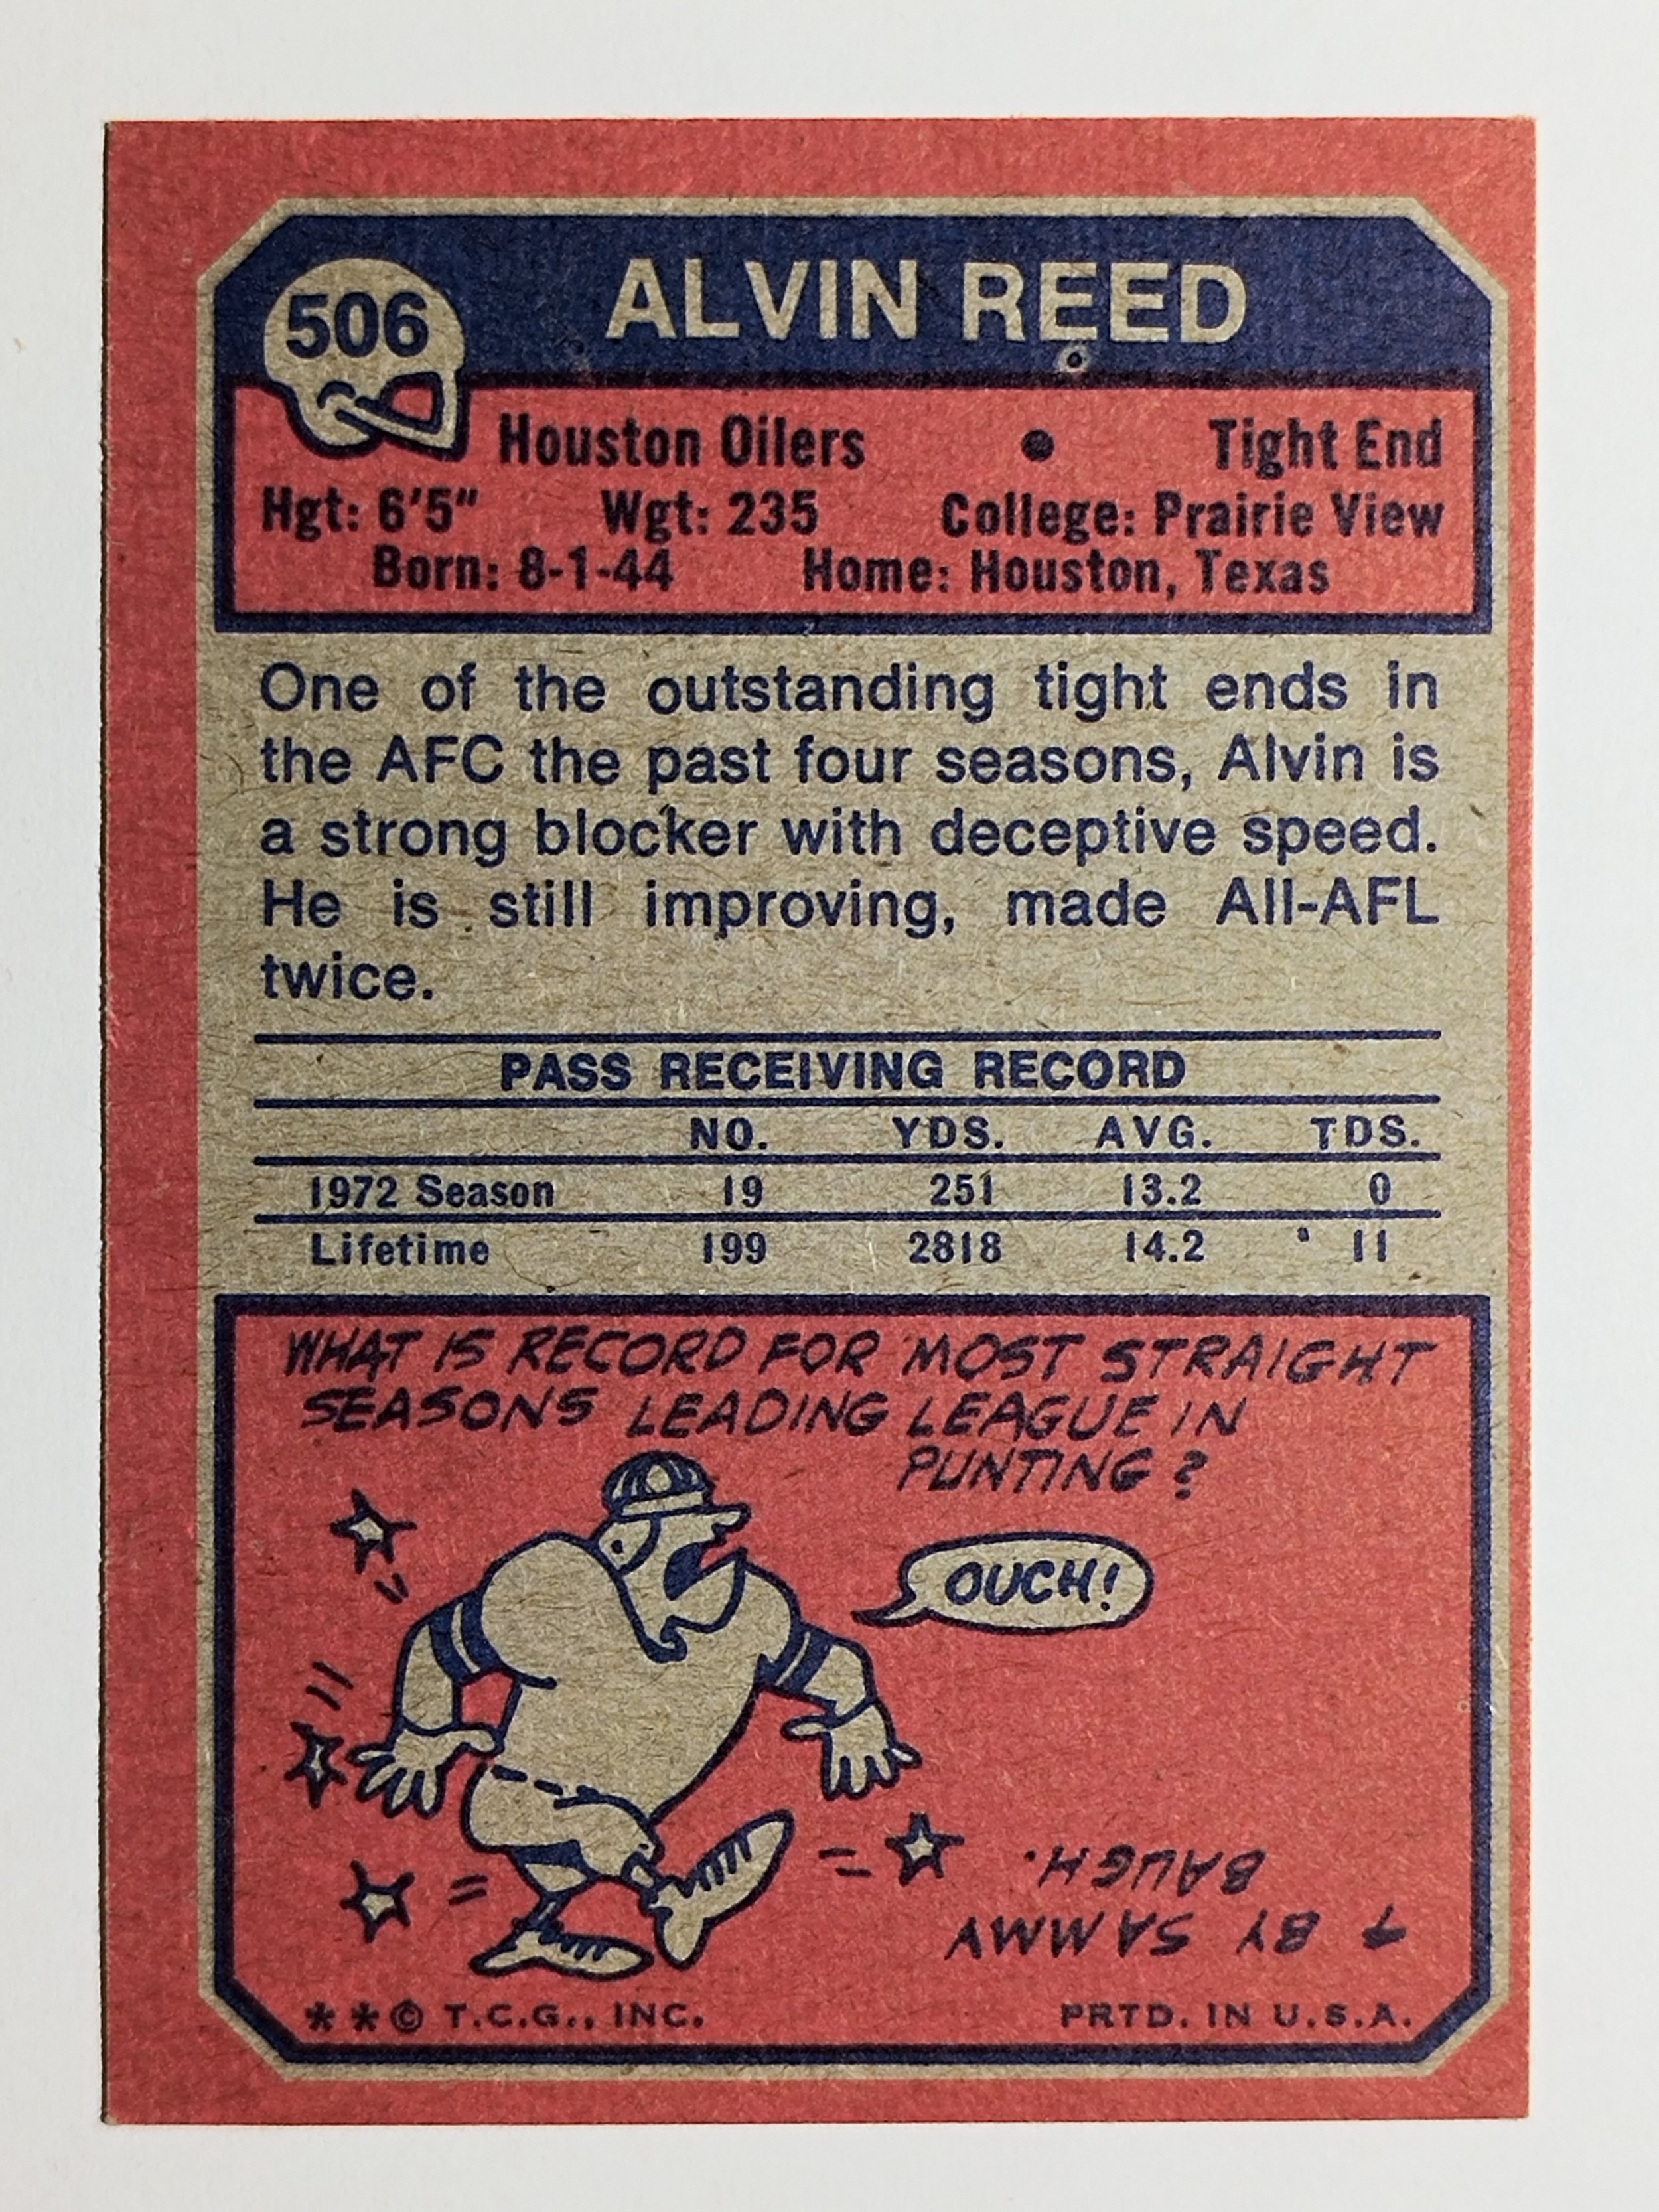 506
ALVIN REED
Houston Oilers ● Tight End
Hgt: 6'5" Wgt: 235 College: Prairie View
Born: 8-1-44 Home: Houston, Texas
One of the outstanding tight ends in
the AFC the past four seasons, Alvin is
a strong blocker with deceptive speed.
He is still improving, made All-AFL
twice.
PASS RECEIVING RECORD
NO. YDS. AVG. TDS.
1972 Season 19 251 13.2 0
Lifetime 199 2818 14.2 11
WHAT IS RECORD FOR MOST STRAIGHT
SEASONS LEADING LEAGUE IN
PUNTING?
OUCH!
4 BY SAMMY
BAUGH.
**© T.C.G., INC. PRTD. IN U.S.A.